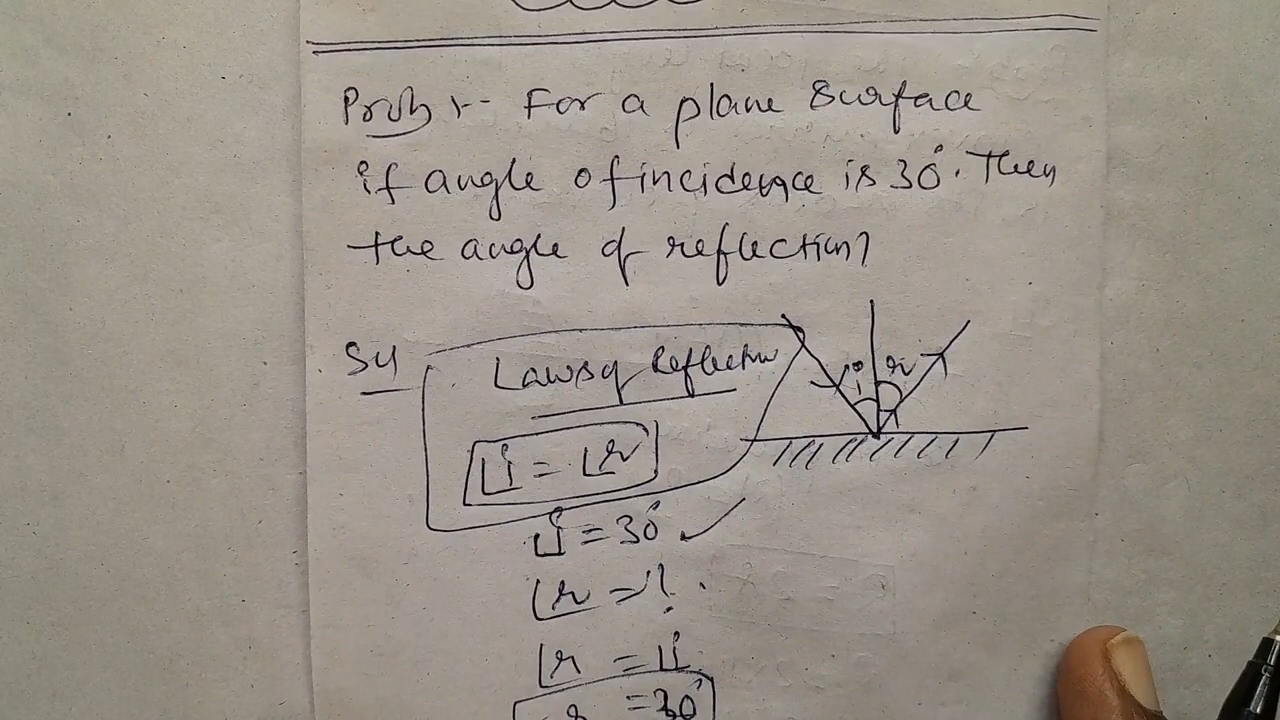 Prob :- For a plane surface
if angle of incidence is 30°. Then
the angle of reflection?
Sol
Laws of Reflection
∠i = ∠r
i r
∠i = 30° ✓
∠r = ?
∠r = ∠i
r = 30°